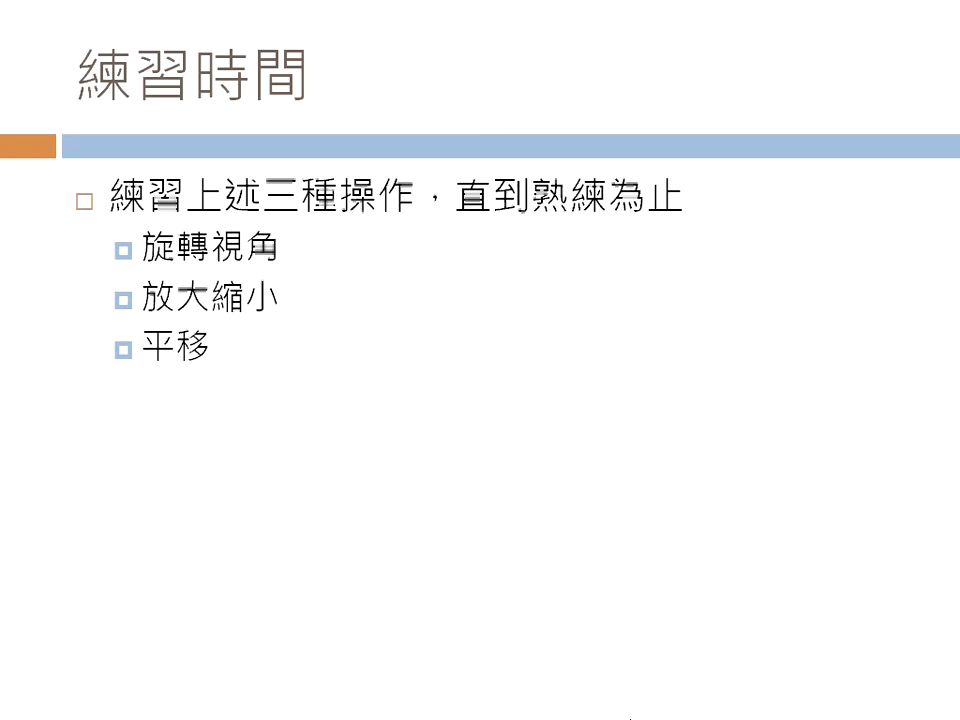 練習時間
練習上述三種操作，直到熟練為止
旋轉視角
放大縮小
平移